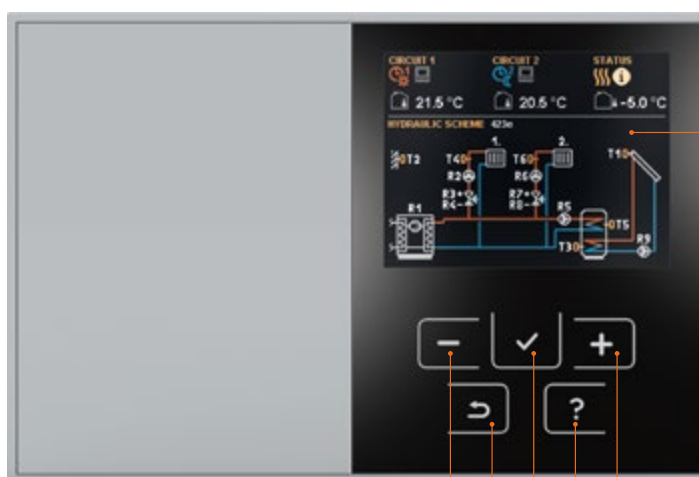 CIRCUIT 1 CIRCUIT 2 STATUS
21.5 °C 20.5 °C -5.0 °C
HYDRAULIC SCHEME 423e
1. 2.
T2 T4 T6 T1
R2 R6
R3+ R7+
R4- R8-
R1 R5
T5
T3 R9
− ✓ +
?